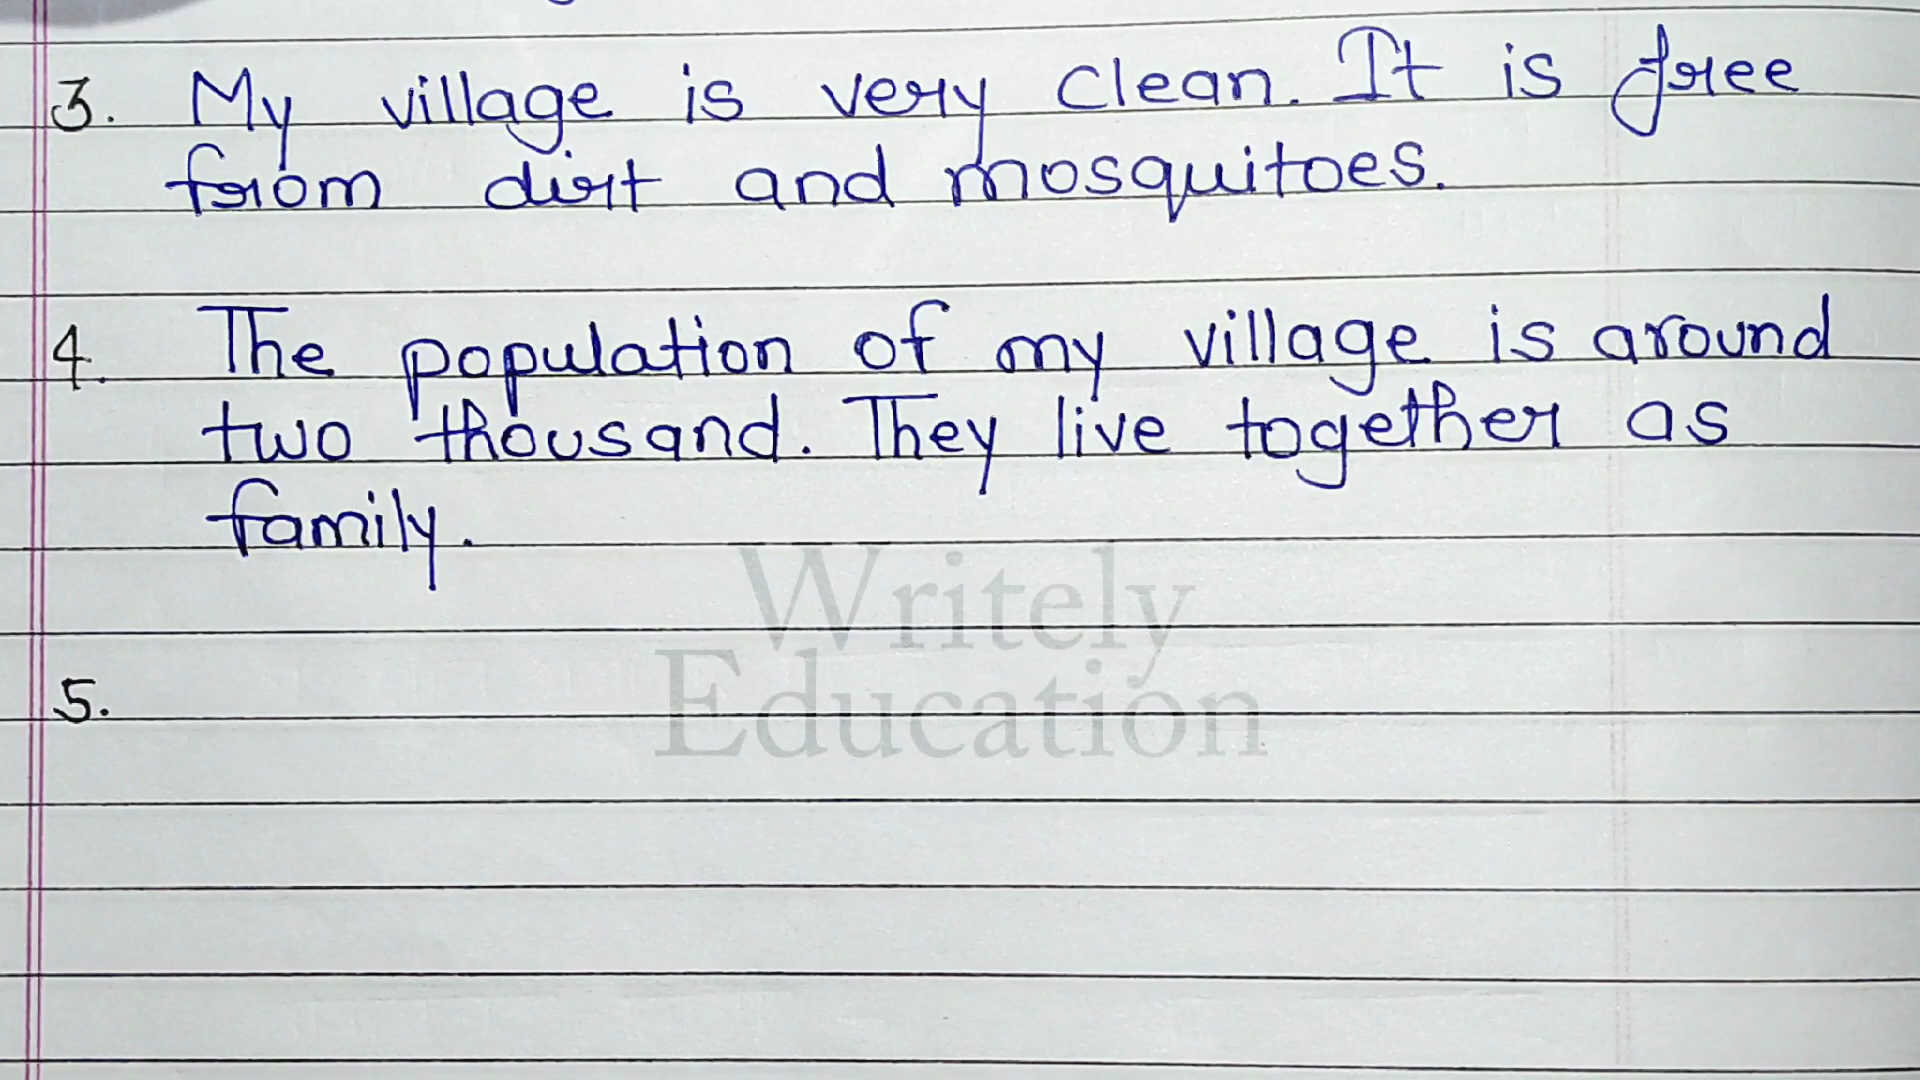 3. My village is very clean. It is free
from dirt and mosquitoes.
4. The population of my village is around
two thousand. They live together as
family.
Writely
Education
5.